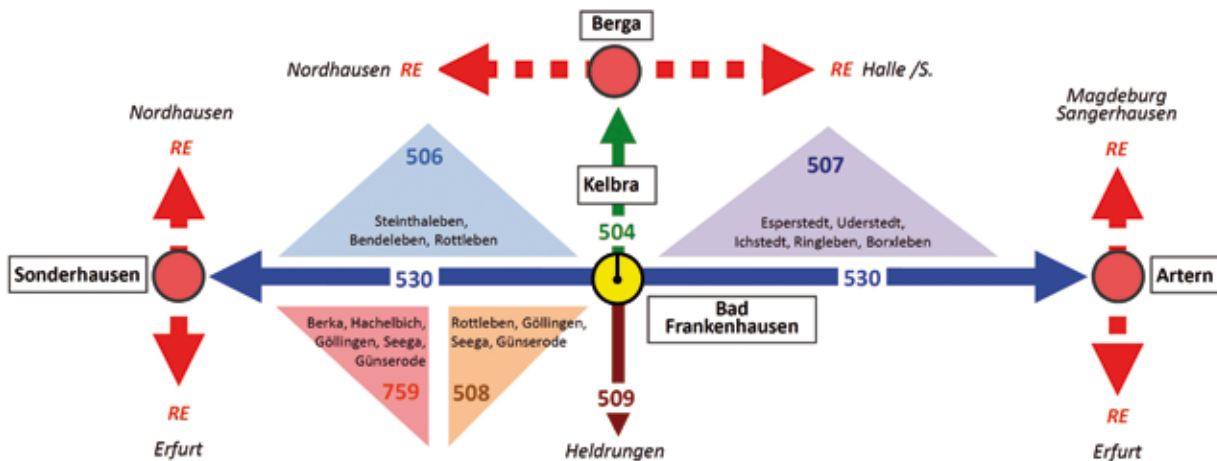 Berga
Nordhausen RE
RE Halle /S.
Nordhausen
RE
Magdeburg
Sangerhausen
RE
506
507
Kelbra
Steinthaleben,
Bendeleben, Rottleben
Esperstedt, Uderstedt,
Ichstedt, Ringleben, Borxleben
504
Sonderhausen
530
530
Artern
Bad
Frankenhausen
Berka, Hachelbich,
Göllingen, Seega,
Günserode
Rottleben, Göllingen,
Seega, Günserode
759
508
509
RE
Erfurt
Heldrungen
RE
Erfurt